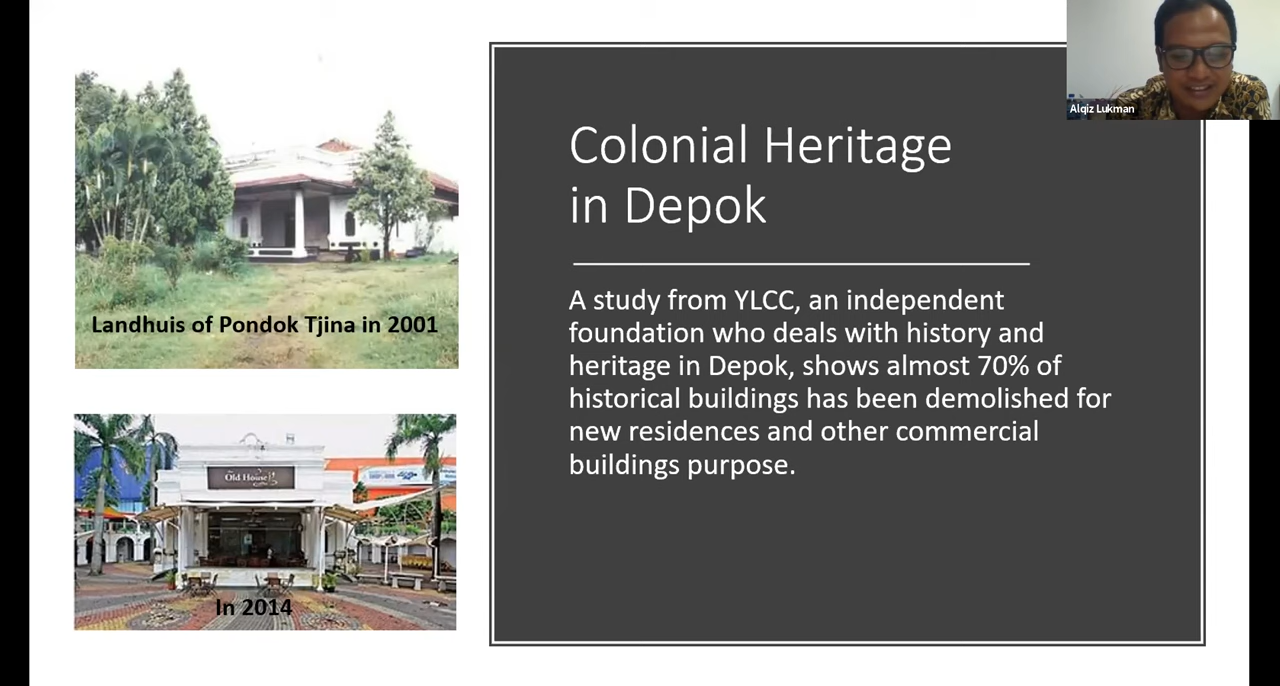 Alqiz Lukman
Colonial Heritage
in Depok
A study from YLCC, an independent
foundation who deals with history and
heritage in Depok, shows almost 70% of
historical buildings has been demolished for
new residences and other commercial
buildings purpose.
Landhuis of Pondok Tjina in 2001
Old House
In 2014